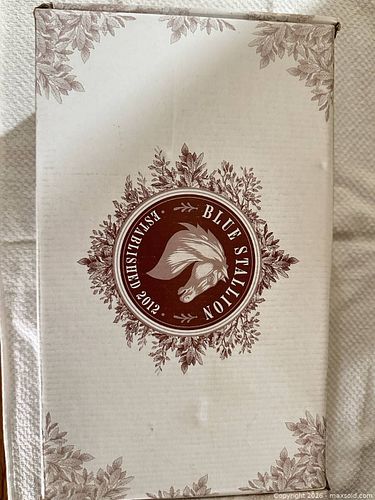 BLUE STALLION
· ESTABLISHED 2012 ·
Copyright 2026 - maxsold.com